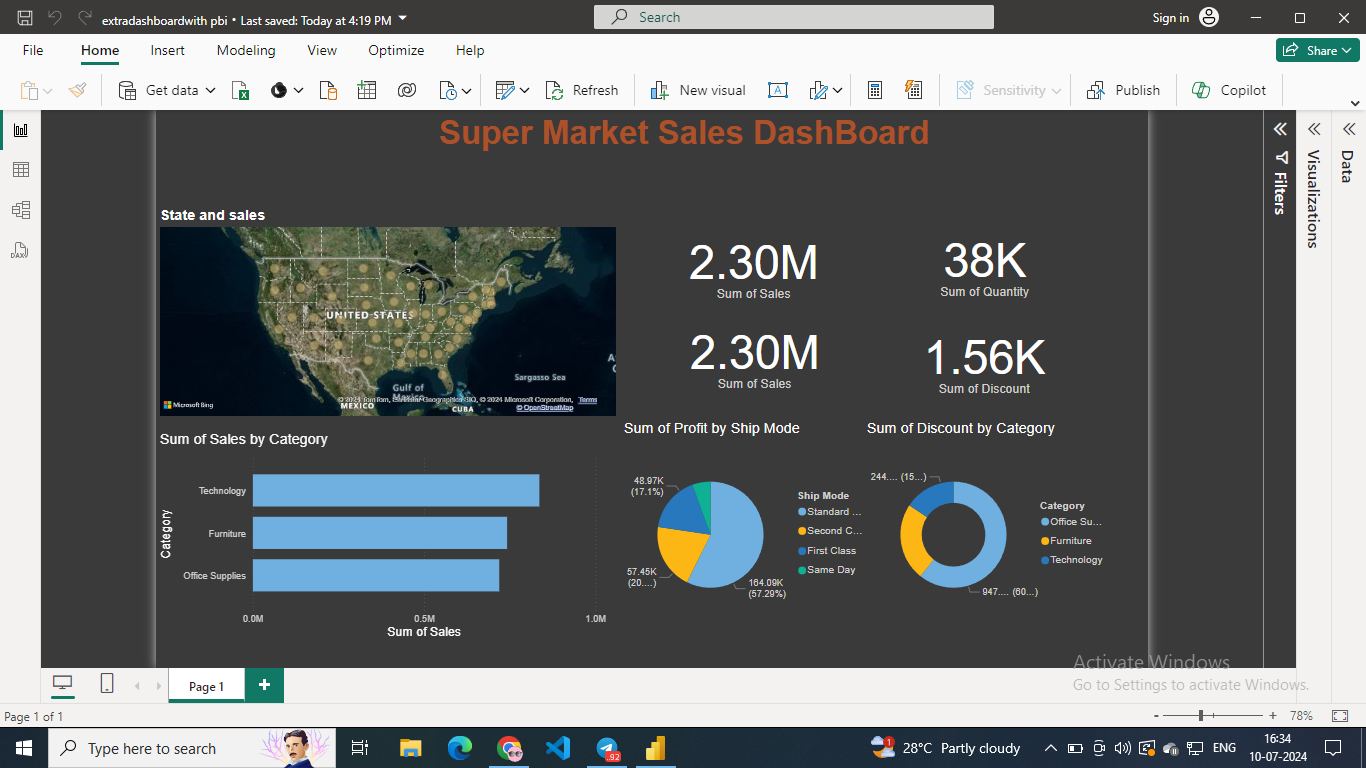 extradashboardwith pbi • Last saved: Today at 4:19 PM
Search
Sign in
File Home Insert Modeling View Optimize Help
Share
Get data
Refresh
New visual
Sensitivity
Publish
Copilot
DAX
Super Market Sales DashBoard
Filters
Visualizations
Data
State and sales
UNITED STATES
Gulf of
Mexico
MEXICO
CUBA
Sargasso Sea
Microsoft Bing
© 2024 Microsoft Corporation, Terms
© OpenStreetMap
2.30M
Sum of Sales
38K
Sum of Quantity
2.30M
Sum of Sales
1.56K
Sum of Discount
Sum of Sales by Category
Category
Technology
Furniture
Office Supplies
0.0M 0.5M 1.0M
Sum of Sales
Sum of Profit by Ship Mode
48.97K
(17.1%)
57.45K
(20....)
164.09K
(57.29%)
Ship Mode
Standard ...
Second C...
First Class
Same Day
Sum of Discount by Category
244.... (15...)
947.... (60...)
Category
Office Su...
Furniture
Technology
Activate Windows
Go to Settings to activate Windows.
Page 1
+
Page 1 of 1
- + 78%
Type here to search
92
1
28°C Partly cloudy
ENG
16:34
10-07-2024